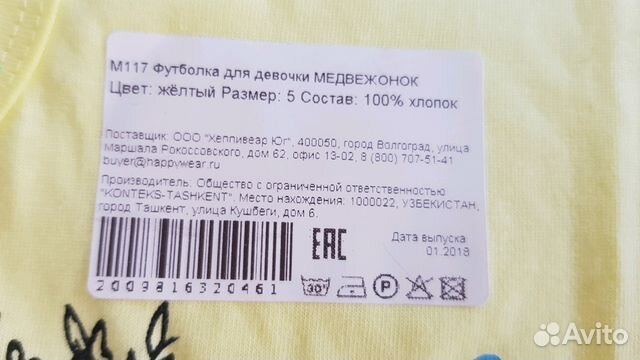 М117 Футболка для девочки МЕДВЕЖОНОК
Цвет: жёлтый Размер: 5 Состав: 100% хлопок
Поставщик: ООО "Хеппивеар Юг", 400050, город Волгоград, улица
Маршала Рокоссовского, дом 62, офис 13-02, 8 (800) 707-51-41
buyer@happywear.ru
Производитель: Общество с ограниченной ответственностью
"KONTEKS-TASHKENT". Место нахождения: 1000022, УЗБЕКИСТАН,
город Ташкент, улица Кушбеги, дом 6.
EAC
Дата выпуска
01.2018
30°
P
2009816320461
Avito